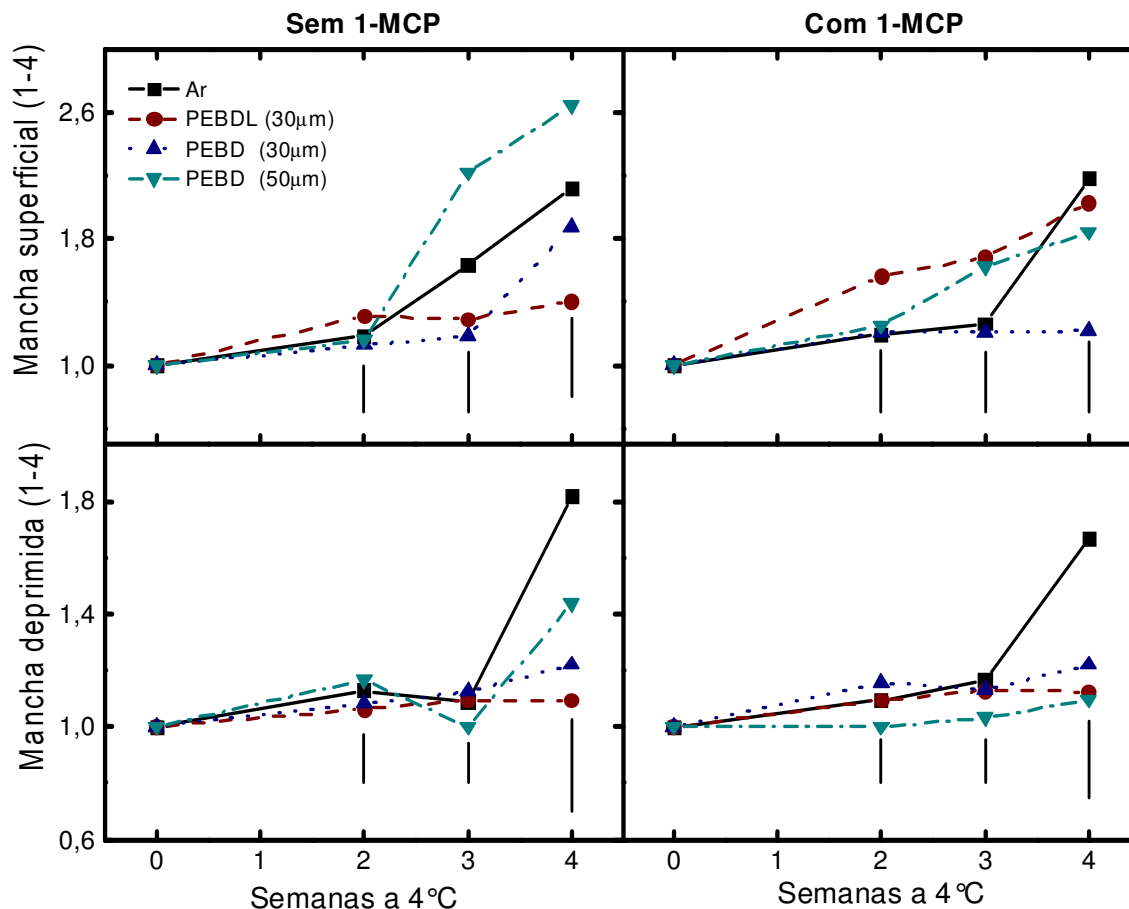 Sem 1-MCP
Com 1-MCP
Mancha superficial (1-4)
2,6
1,8
1,0
Ar
PEBDL (30µm)
PEBD (30µm)
PEBD (50µm)
Mancha deprimida (1-4)
1,8
1,4
1,0
0,6
0 1 2 3 4
0 1 2 3 4
Semanas a 4°C
Semanas a 4°C